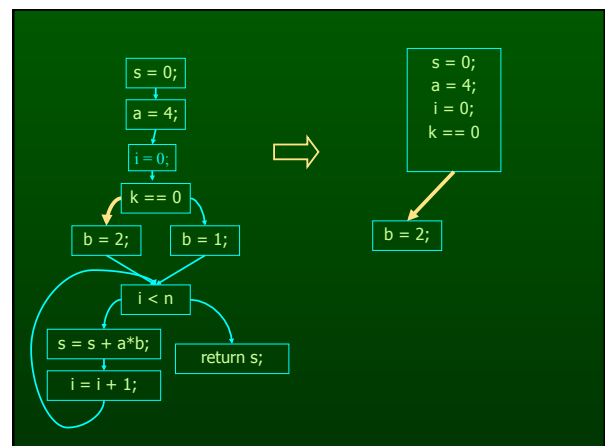 s = 0;
a = 4;
i = 0;
k == 0
b = 2;
b = 1;
i < n
s = s + a*b;
i = i + 1;
return s;
s = 0;
a = 4;
i = 0;
k == 0
b = 2;